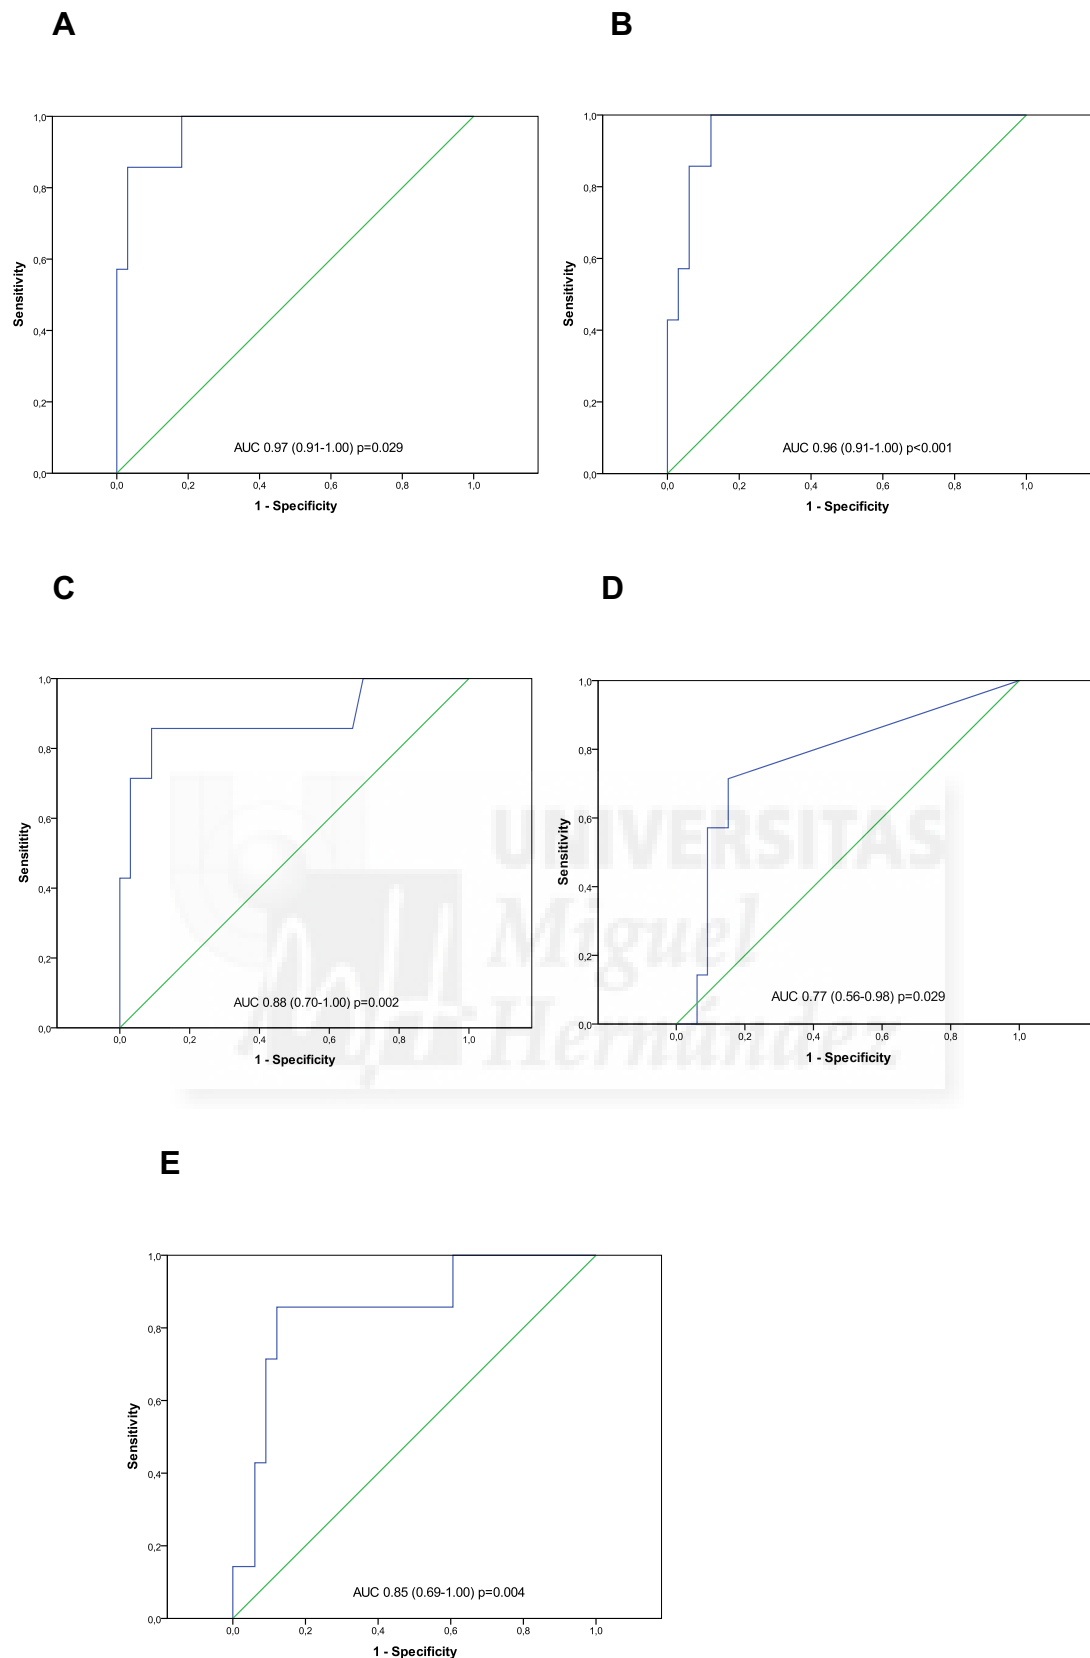 A
B
1,0
0,8
0,6
0,4
0,2
0,0
Sensitivity
AUC 0.97 (0.91-1.00) p=0.029
0,0 0,2 0,4 0,6 0,8 1,0
1 - Specificity
1,0
0,8
0,6
0,4
0,2
0,0
Sensitivity
AUC 0.96 (0.91-1.00) p<0.001
0,0 0,2 0,4 0,6 0,8 1,0
1 - Specificity
C
D
1,0
0,8
0,6
0,4
0,2
0,0
Sensititity
AUC 0.88 (0.70-1.00) p=0.002
0,0 0,2 0,4 0,6 0,8 1,0
1 - Specificity
1,0
0,8
0,6
0,4
0,2
0,0
Sensitivity
AUC 0.77 (0.56-0.98) p=0.029
0,0 0,2 0,4 0,6 0,8 1,0
1 - Specificity
UNIVERSITAS
Miguel
Hernández
E
1,0
0,8
0,6
0,4
0,2
0,0
Sensitivity
AUC 0.85 (0.69-1.00) p=0.004
0,0 0,2 0,4 0,6 0,8 1,0
1 - Specificity